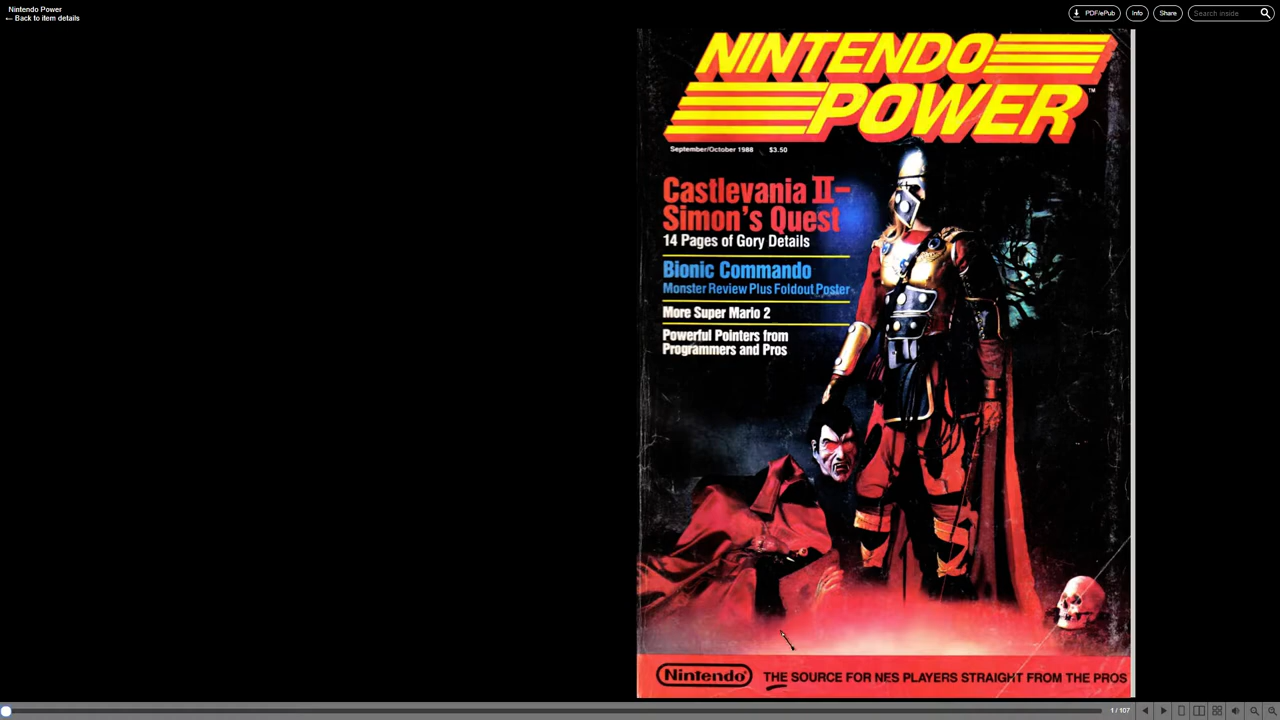 Nintendo Power
← Back to item details
PDF/ePub
Info
Share
Search inside
NINTENDO
POWER™
September/October 1988 $3.50
Castlevania II–
Simon's Quest
14 Pages of Gory Details
Bionic Commando
Monster Review Plus Foldout Poster
More Super Mario 2
Powerful Pointers from
Programmers and Pros
Nintendo®
THE SOURCE FOR NES PLAYERS STRAIGHT FROM THE PROS
1 / 107